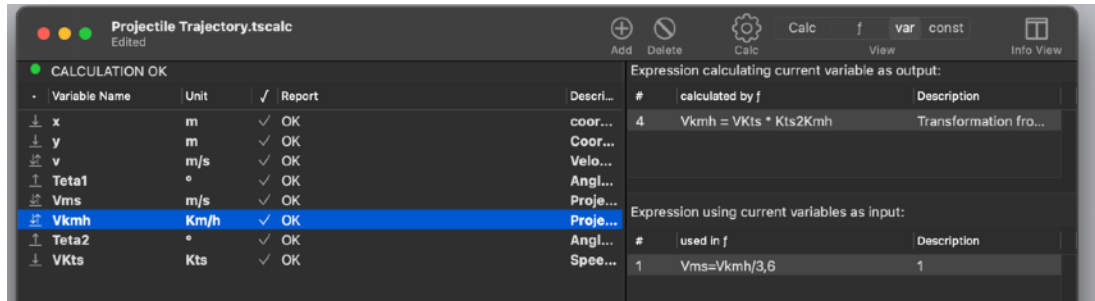 Projectile Trajectory.tscalc
Edited
Add Delete Calc
Calc f var const
View
Info View
CALCULATION OK
Variable Name Unit √ Report Descri...
x m ✓ OK coor...
y m ✓ OK Coor...
v m/s ✓ OK Velo...
Teta1 ° ✓ OK Angl...
Vms m/s ✓ OK Proje...
Vkmh Km/h ✓ OK Proje...
Teta2 ° ✓ OK Angl...
VKts Kts ✓ OK Spee...
Expression calculating current variable as output:
# calculated by f Description
4 Vkmh = VKts * Kts2Kmh Transformation fro...
Expression using current variables as input:
# used in f Description
1 Vms=Vkmh/3,6 1